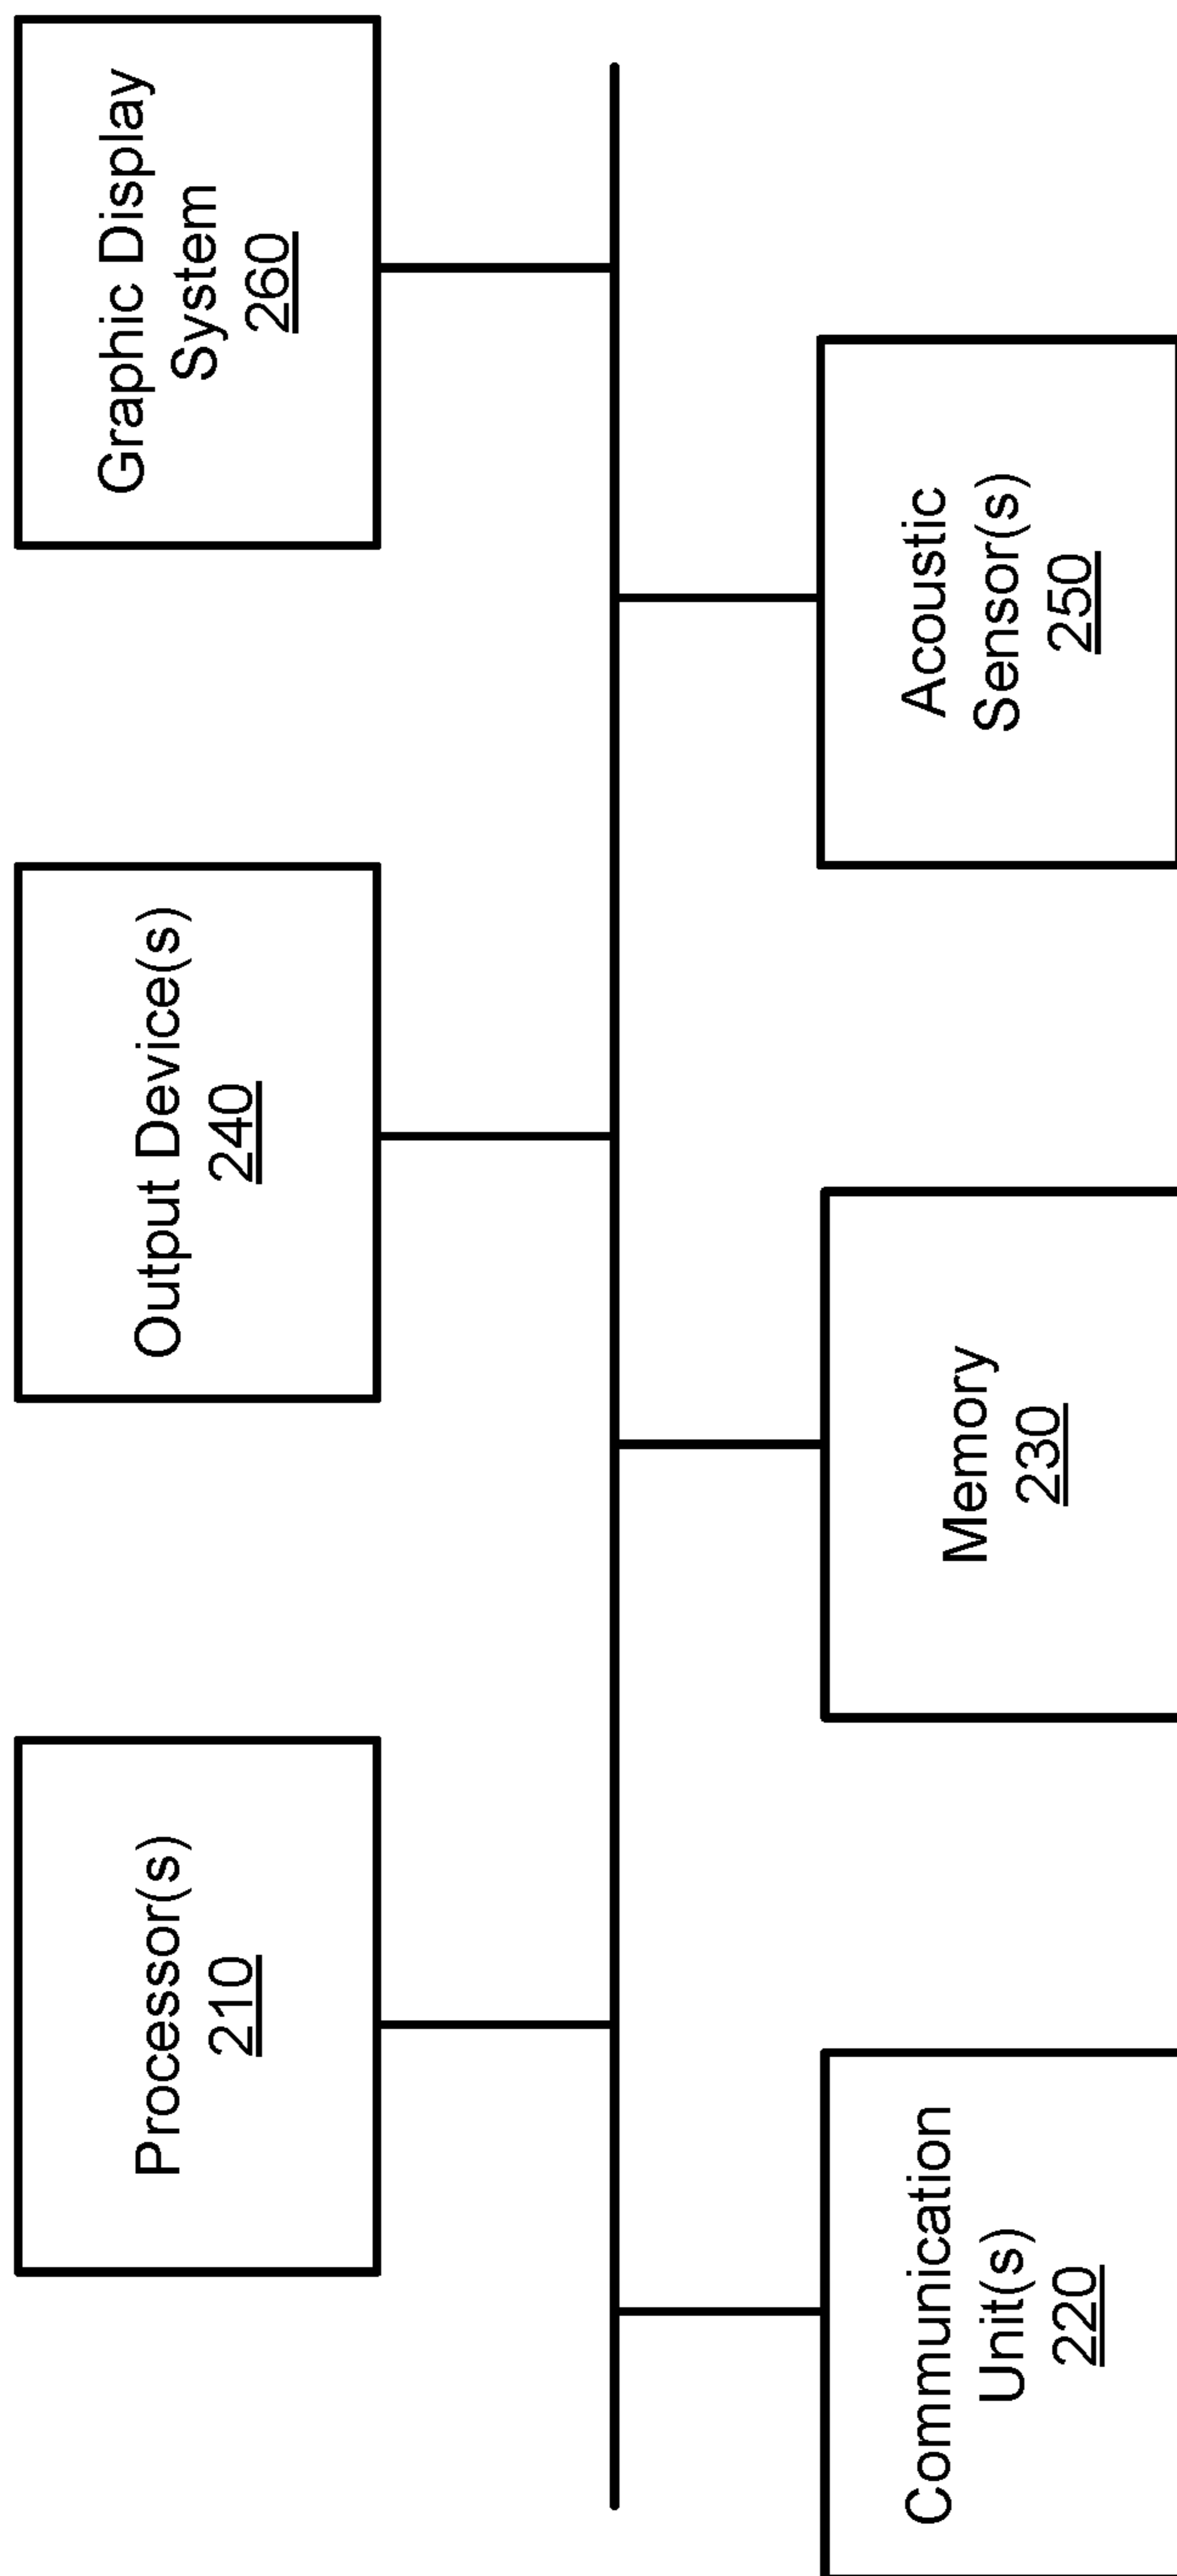 Processor(s)
210
Output Device(s)
240
Graphic Display
System
260
Communication
Unit(s)
220
Memory
230
Acoustic
Sensor(s)
250